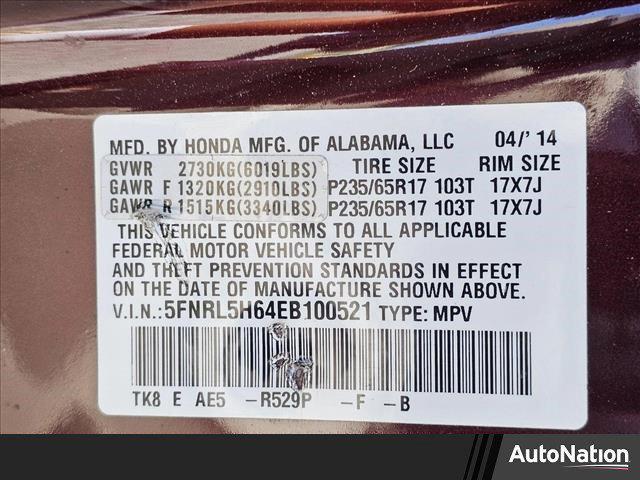 MFD. BY HONDA MFG. OF ALABAMA, LLC 04/'14
GVWR 2730KG(6019LBS) TIRE SIZE RIM SIZE
GAWR F 1320KG(2910LBS) P235/65R17 103T 17X7J
GAWR R 1515KG(3340LBS) P235/65R17 103T 17X7J
THIS VEHICLE CONFORMS TO ALL APPLICABLE
FEDERAL MOTOR VEHICLE SAFETY
AND THEFT PREVENTION STANDARDS IN EFFECT
ON THE DATE OF MANUFACTURE SHOWN ABOVE.
V.I.N.:5FNRL5H64EB100521 TYPE: MPV
TK8 E AE5 -R529P -F -B
AutoNation